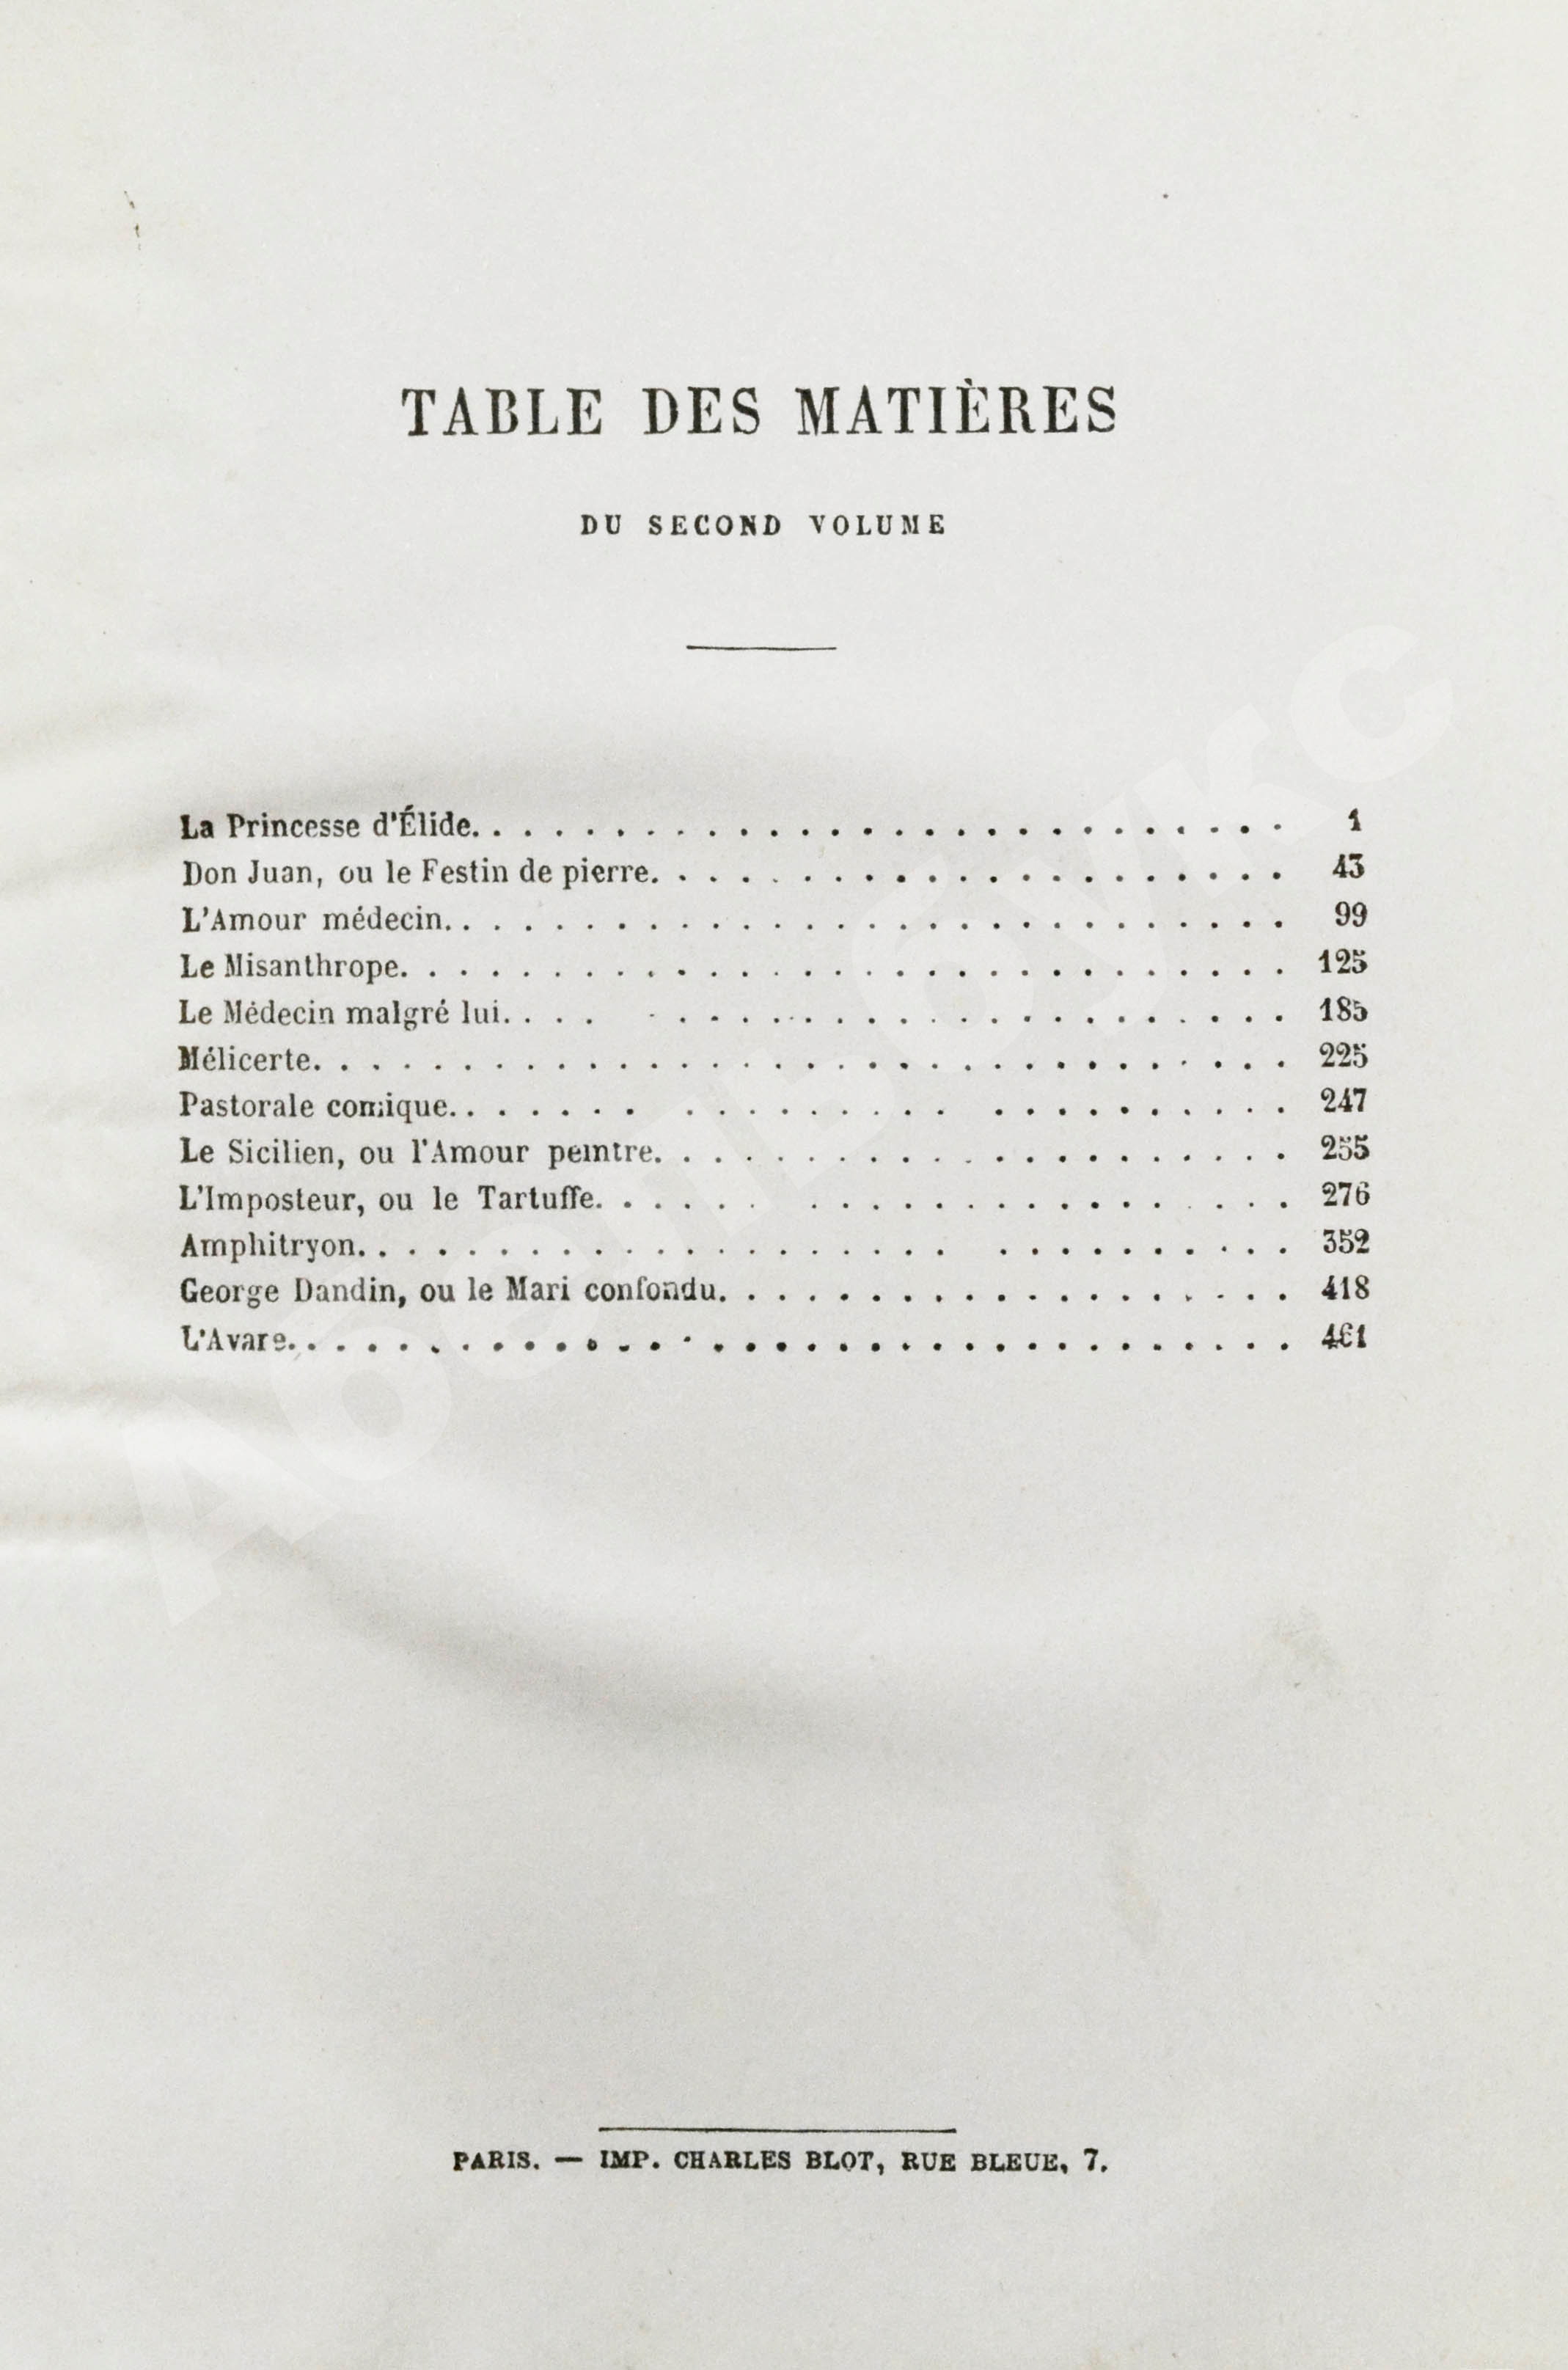 TABLE DES MATIÈRES
DU SECOND VOLUME
La Princesse d'Élide. . . . . . . . . . . . . . . . . . . . . . . . . . . 1
Don Juan, ou le Festin de pierre. . . . . . . . . . . . . . . . . . . . . 43
L'Amour médecin. . . . . . . . . . . . . . . . . . . . . . . . . . . . 99
Le Misanthrope. . . . . . . . . . . . . . . . . . . . . . . . . . . . . 125
Le Médecin malgré lui. . . . . . . . . . . . . . . . . . . . . . . . . 185
Mélicerte. . . . . . . . . . . . . . . . . . . . . . . . . . . . . . . . 225
Pastorale comique. . . . . . . . . . . . . . . . . . . . . . . . . . . 247
Le Sicilien, ou l'Amour peintre. . . . . . . . . . . . . . . . . . . . . 255
L'Imposteur, ou le Tartuffe. . . . . . . . . . . . . . . . . . . . . . . 276
Amphitryon. . . . . . . . . . . . . . . . . . . . . . . . . . . . . . 352
George Dandin, ou le Mari confondu. . . . . . . . . . . . . . . . . . . 418
L'Avare. . . . . . . . . . . . . . . . . . . . . . . . . . . . . . . . . 461
PARIS. — IMP. CHARLES BLOT, RUE BLEUE, 7.